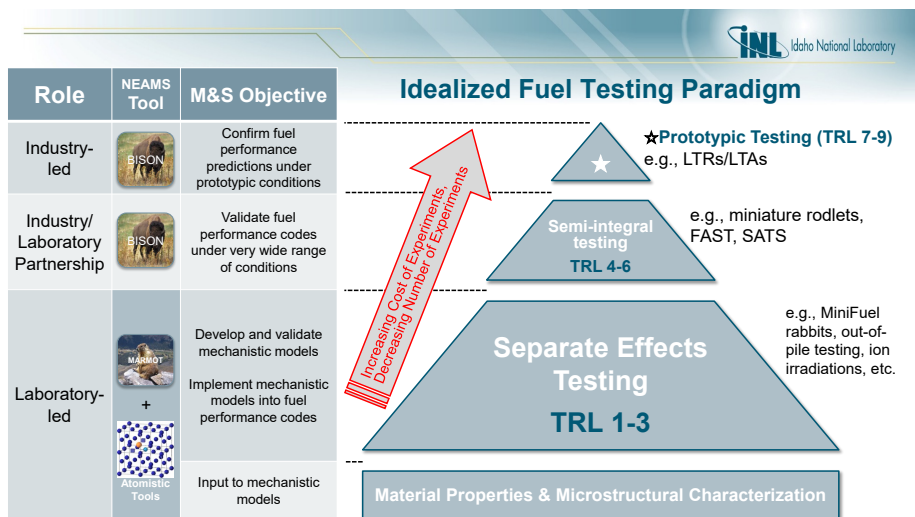 INL Idaho National Laboratory
Idealized Fuel Testing Paradigm
Role
NEAMS
Tool
M&S Objective
Industry-
led
BISON
Confirm fuel
performance
predictions under
prototypic conditions
Industry/
Laboratory
Partnership
BISON
Validate fuel
performance codes
under very wide range
of conditions
Laboratory-
led
MARMOT
+
Atomistic
Tools
Develop and validate
mechanistic models
Implement mechanistic
models into fuel
performance codes
Input to mechanistic
models
Increasing Cost of Experiments,
Decreasing Number of Experiments
Prototypic Testing (TRL 7-9)
e.g., LTRs/LTAs
Semi-integral
testing
TRL 4-6
e.g., miniature rodlets,
FAST, SATS
Separate Effects
Testing
TRL 1-3
e.g., MiniFuel
rabbits, out-of-
pile testing, ion
irradiations, etc.
Material Properties & Microstructural Characterization